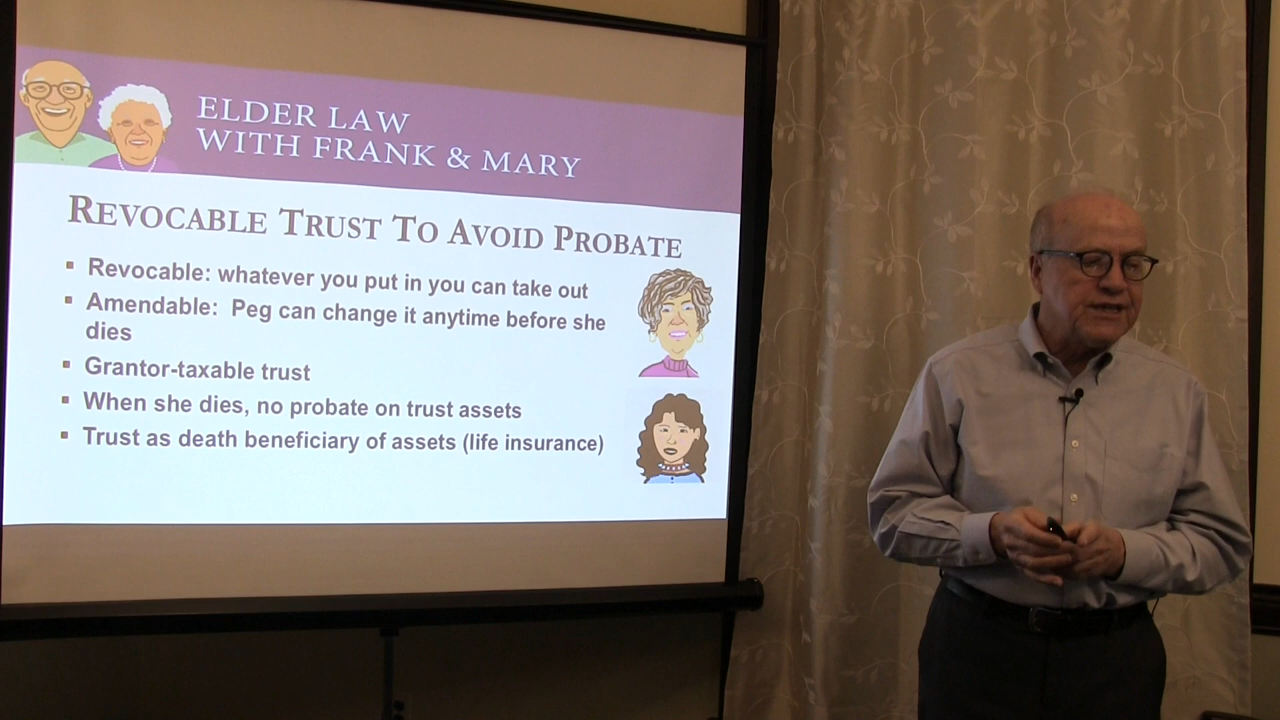 ELDER LAW
WITH FRANK & MARY
REVOCABLE TRUST TO AVOID PROBATE
▪ Revocable: whatever you put in you can take out
▪ Amendable:  Peg can change it anytime before she
dies
▪ Grantor-taxable trust
▪ When she dies, no probate on trust assets
▪ Trust as death beneficiary of assets (life insurance)